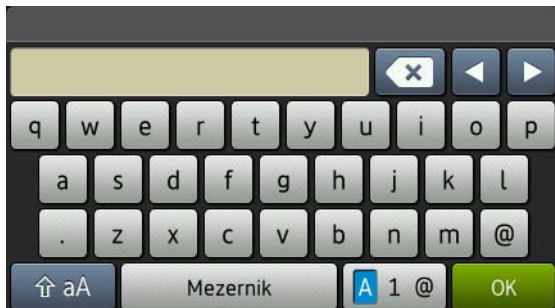 q w e r t y u i o p
a s d f g h j k l
. z x c v b n m @
aA Mezernik A 1 @ OK